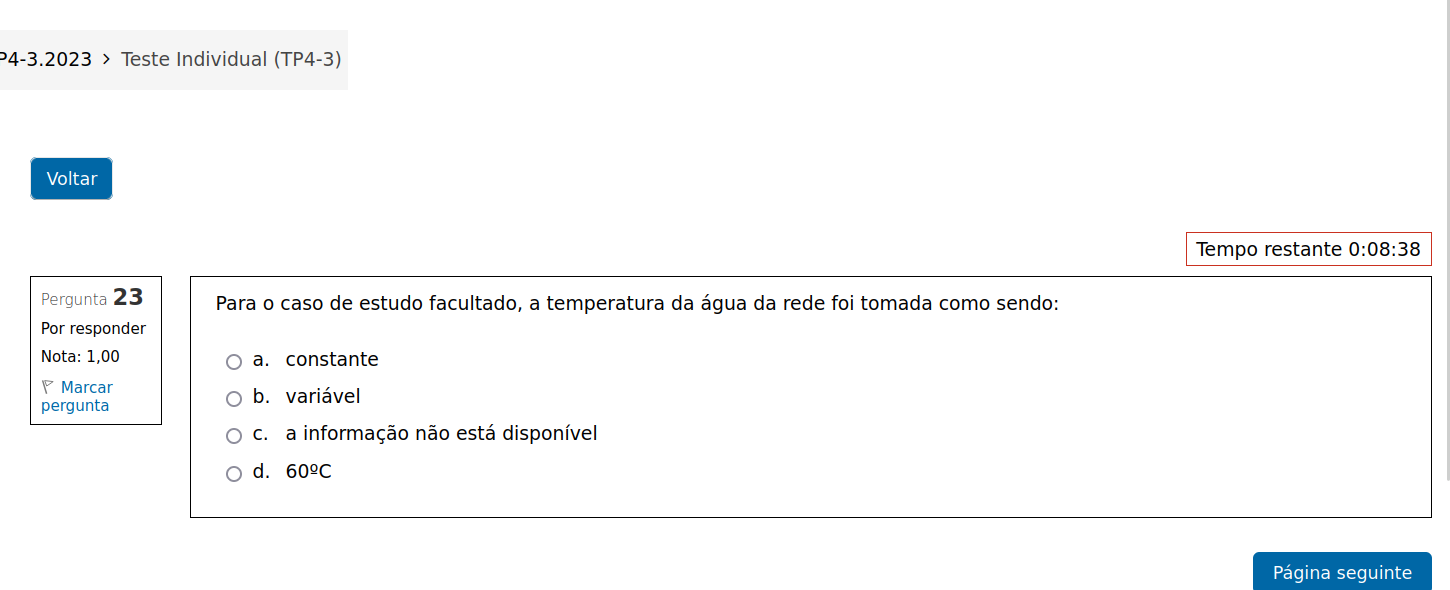 P4-3.2023 > Teste Individual (TP4-3)
Voltar
Tempo restante 0:08:38
Pergunta 23
Por responder
Nota: 1,00
Marcar
pergunta
Para o caso de estudo facultado, a temperatura da água da rede foi tomada como sendo:
a. constante
b. variável
c. a informação não está disponível
d. 60ºC
Página seguinte